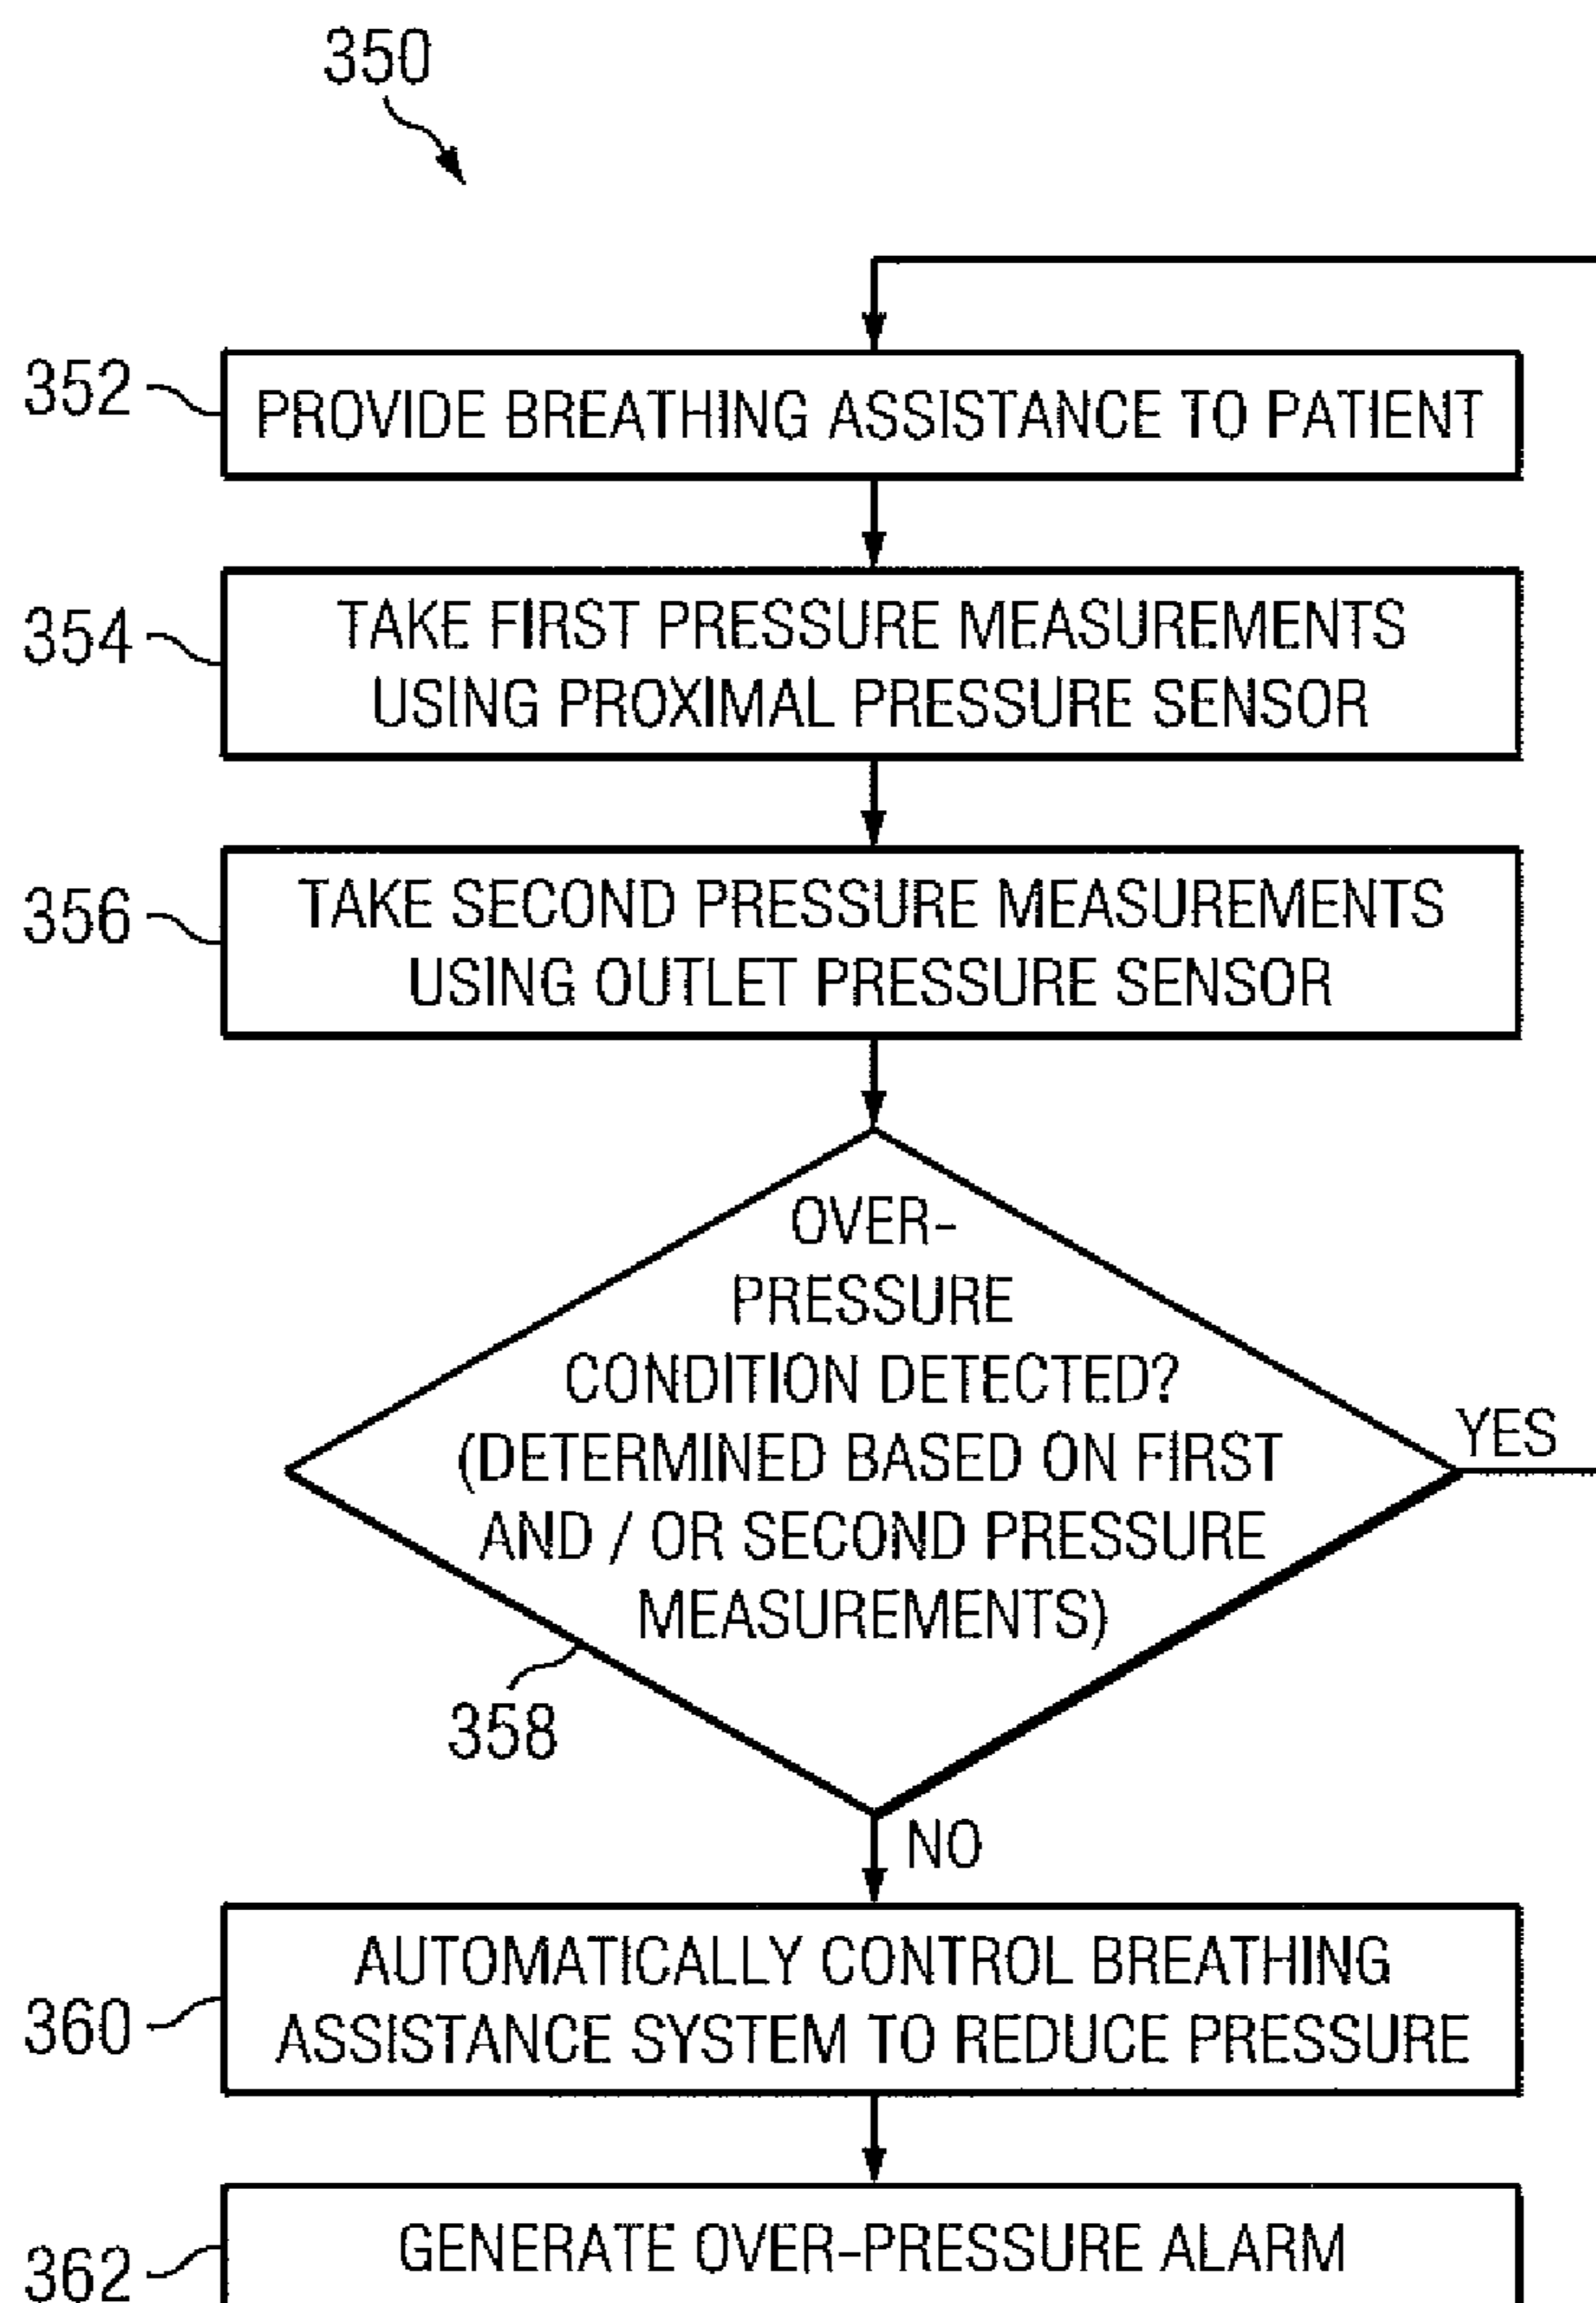 350
352
PROVIDE BREATHING ASSISTANCE TO PATIENT
354
TAKE FIRST PRESSURE MEASUREMENTS
USING PROXIMAL PRESSURE SENSOR
356
TAKE SECOND PRESSURE MEASUREMENTS
USING OUTLET PRESSURE SENSOR
OVER-
PRESSURE
CONDITION DETECTED?
(DETERMINED BASED ON FIRST
AND / OR SECOND PRESSURE
MEASUREMENTS)
YES
358
NO
360
AUTOMATICALLY CONTROL BREATHING
ASSISTANCE SYSTEM TO REDUCE PRESSURE
362
GENERATE OVER-PRESSURE ALARM